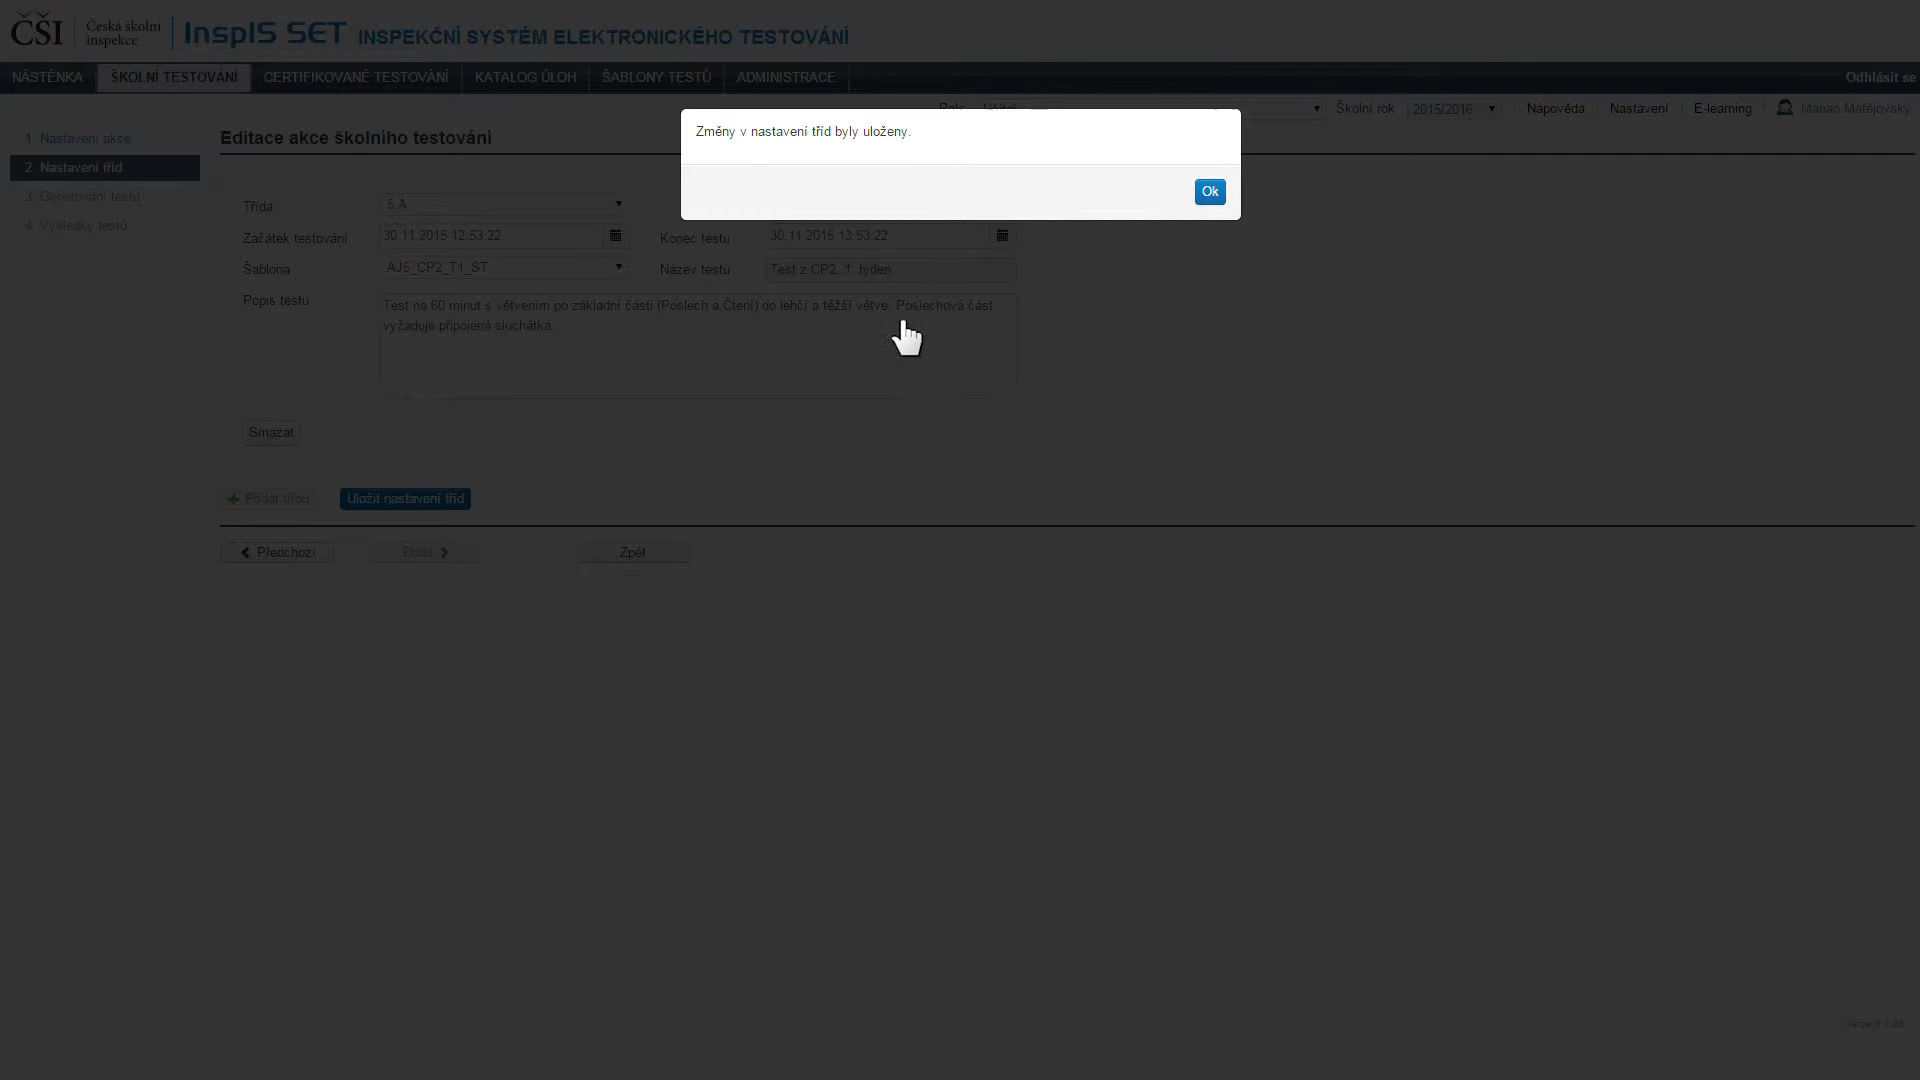 ČŠI Česká školní
inspekce
InspIS SET INSPEKČNÍ SYSTÉM ELEKTRONICKÉHO TESTOVÁNÍ
NÁSTĚNKA ŠKOLNÍ TESTOVÁNÍ CERTIFIKOVANÉ TESTOVÁNÍ KATALOG ÚLOH ŠABLONY TESTŮ ADMINISTRACE Odhlásit se
Školní rok 2015/2016 Nápověda Nastavení E-learning Marian Matějovský
Změny v nastavení tříd byly uloženy.
Ok
1. Nastavení akce
2. Nastavení tříd
3. Generování testů
4. Výsledky testů
Editace akce školního testování
Třída 5.A
Začátek testování 30.11.2015 12:53:22 Konec testu 30.11.2015 13:53:22
Šablona AJ5_CP2_T1_ST Název testu Test z CP2, 1. týden.
Popis testu Test na 60 minut s větvením po základní části (Poslech a Čtení) do lehčí a těžší větve. Poslechová část
vyžaduje připojená sluchátka.
Smazat
Přidat třídu Uložit nastavení tříd
Předchozí Další Zpět